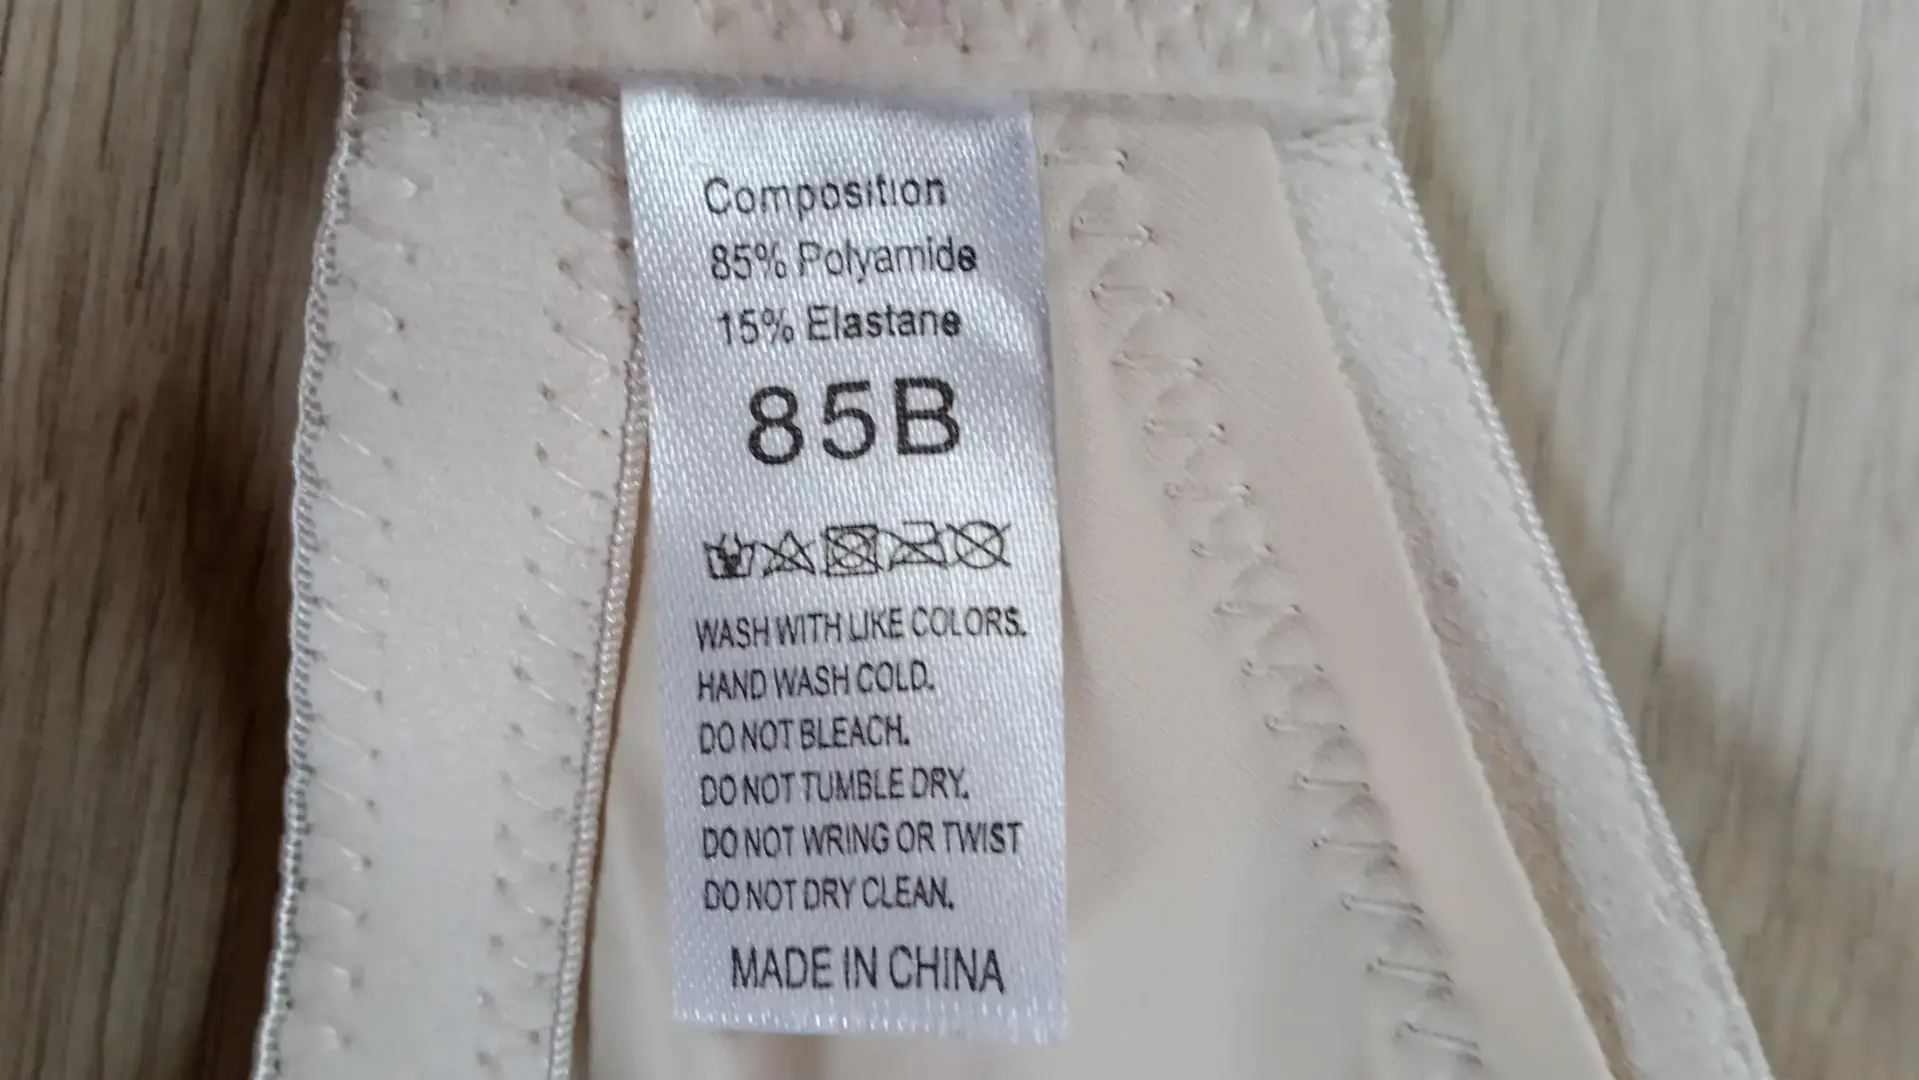 Composition
85% Polyamide
15% Elastane
85B
WASH WITH LIKE COLORS.
HAND WASH COLD.
DO NOT BLEACH.
DO NOT TUMBLE DRY.
DO NOT WRING OR TWIST
DO NOT DRY CLEAN.
MADE IN CHINA